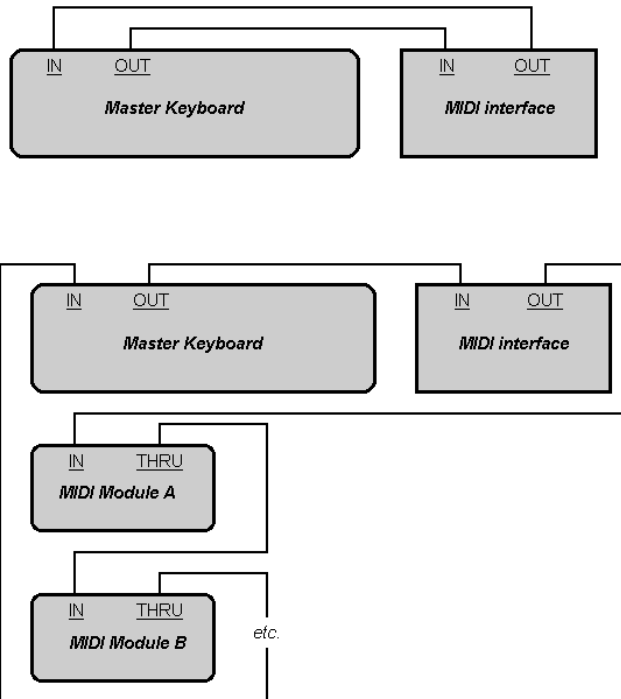 IN OUT IN OUT
Master Keyboard MIDI interface
IN OUT IN OUT
Master Keyboard MIDI interface
IN THRU
MIDI Module A
IN THRU
etc.
MIDI Module B